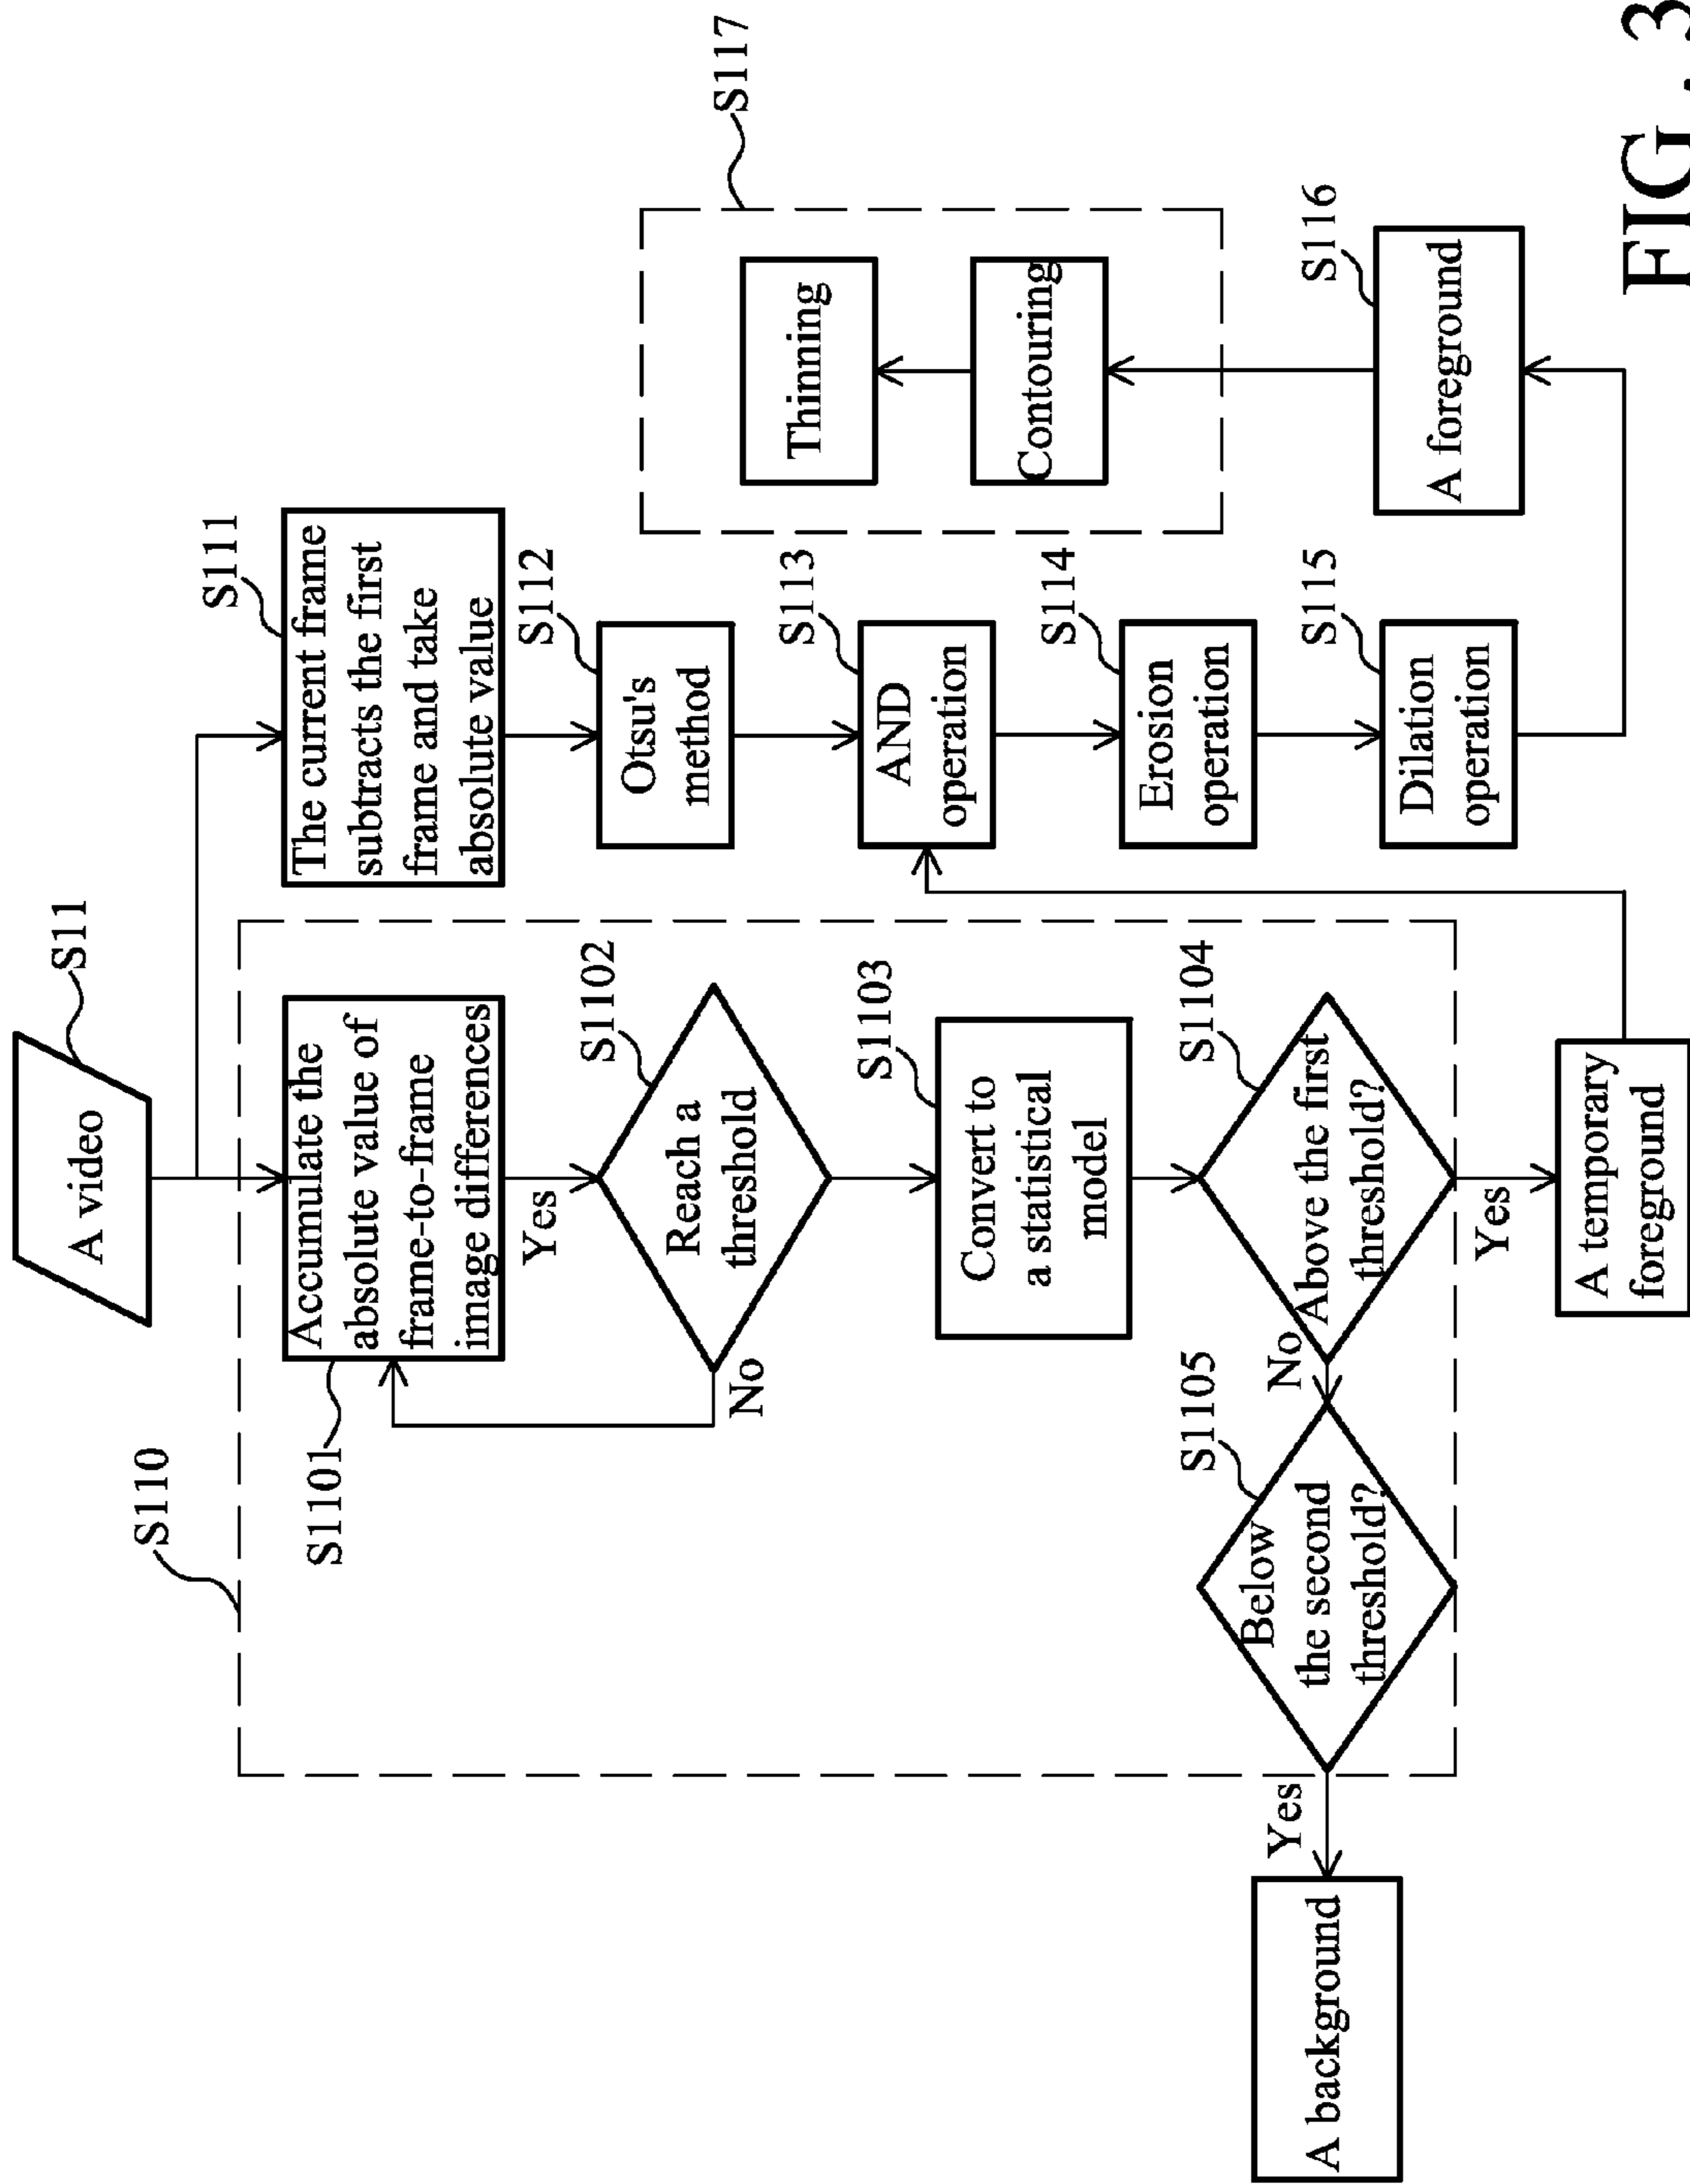 A video
S11
S110
Accumulate the
absolute value of
frame-to-frame
image differences
S1101
Yes
Reach a
threshold
S1102
No
Convert to
a statistical
model
S1103
Above the first
threshold?
S1104
No
Below
the second
threshold?
S1105
Yes
A background
Yes
A temporary
foreground
The current frame
subtracts the first
frame and take
absolute value
S111
Otsu's
method
S112
AND
operation
S113
Erosion
operation
S114
Dilation
operation
S115
A foreground
S116
Contouring
Thinning
S117
FIG. 3